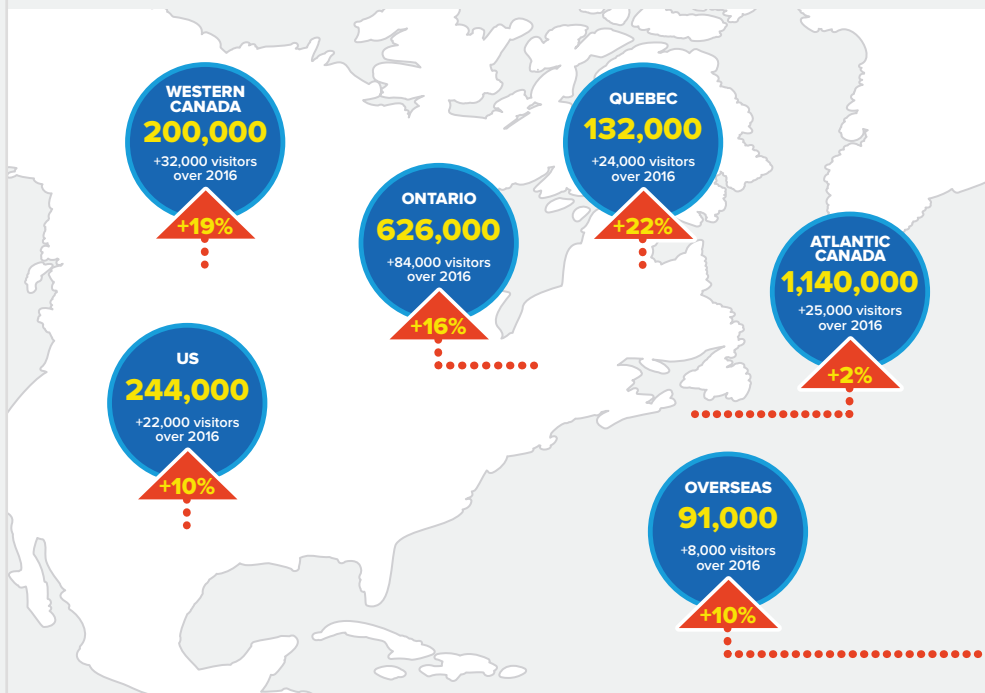 WESTERN
CANADA
200,000
+32,000 visitors
over 2016
+19%
QUEBEC
132,000
+24,000 visitors
over 2016
+22%
ONTARIO
626,000
+84,000 visitors
over 2016
+16%
ATLANTIC
CANADA
1,140,000
+25,000 visitors
over 2016
+2%
US
244,000
+22,000 visitors
over 2016
+10%
OVERSEAS
91,000
+8,000 visitors
over 2016
+10%